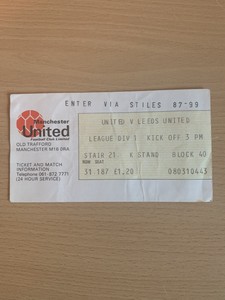 ENTER VIA STILES 87-99
Manchester
United
Football Club Limited
OLD TRAFFORD
MANCHESTER M16 0RA
TICKET AND MATCH
INFORMATION
Telephone 061 872 7771
(24 HOUR SERVICE)
UNITED V LEEDS UNITED
LEAGUE DIV 1 KICK OFF 3 PM
STAIR 21 K STAND BLOCK 40
ROW SEAT
31 187 £1.20 080310443